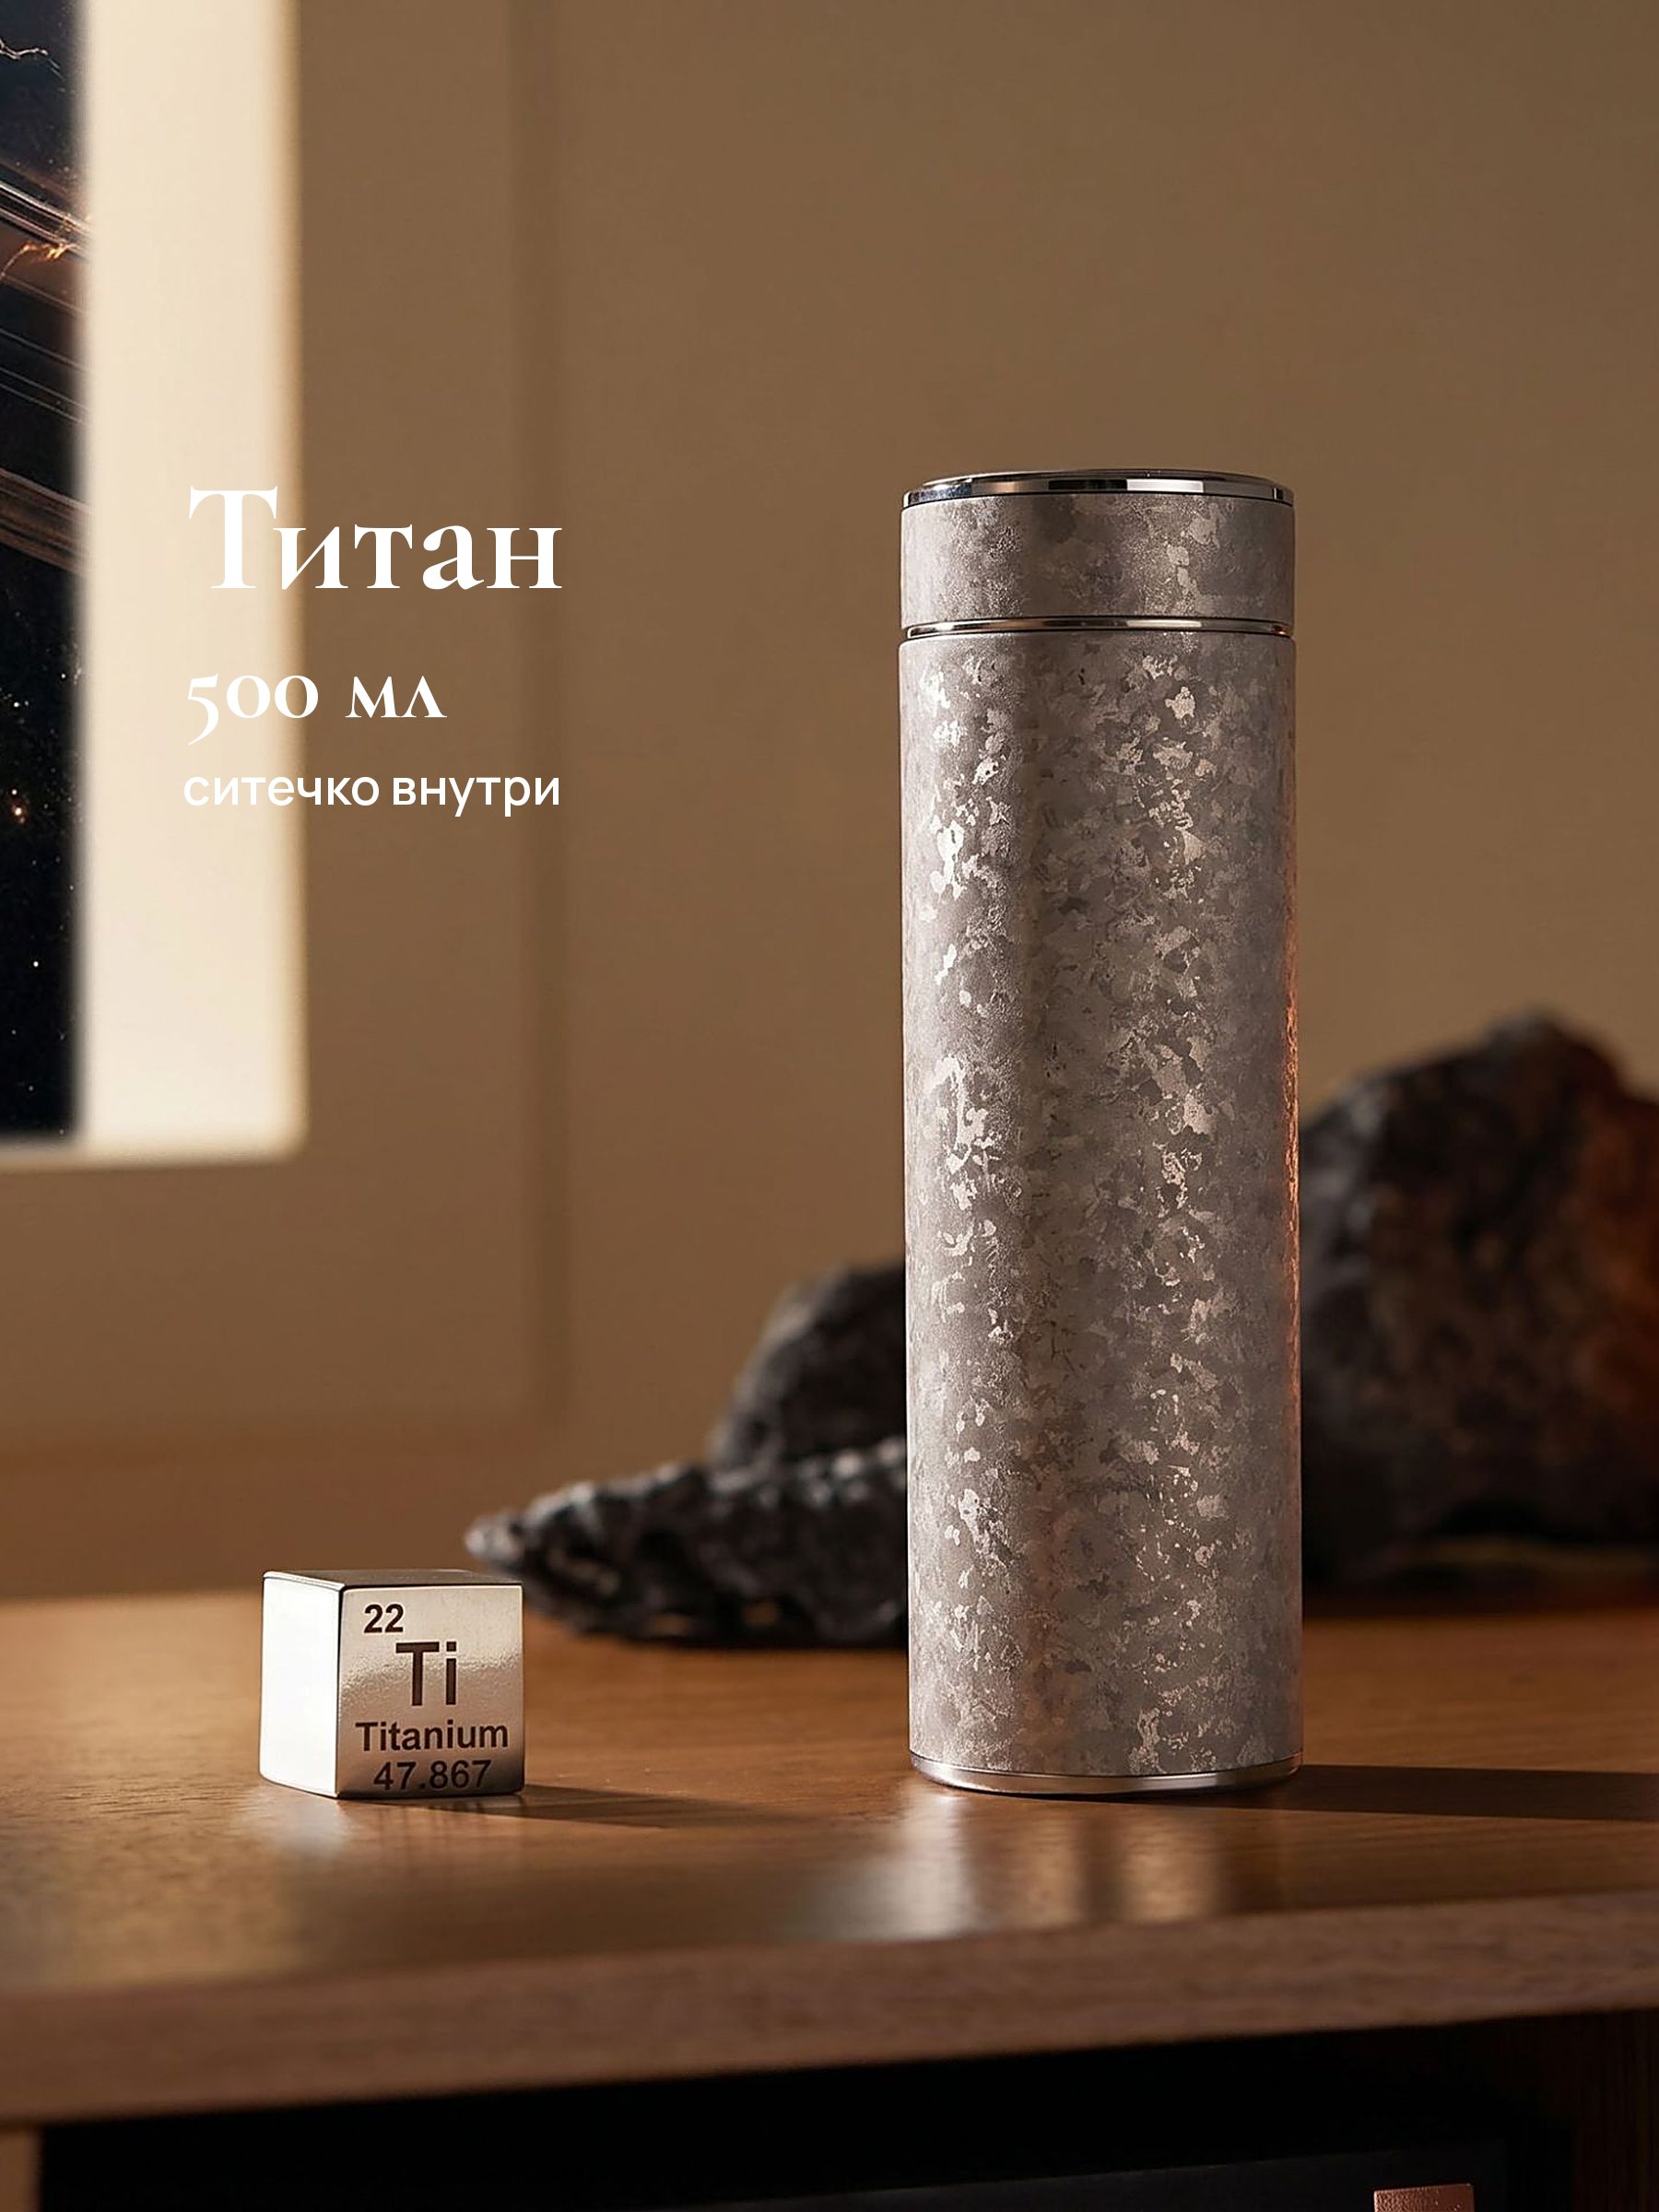 Титан
500 мл
ситечко внутри
22
Ti
Titanium
47.867